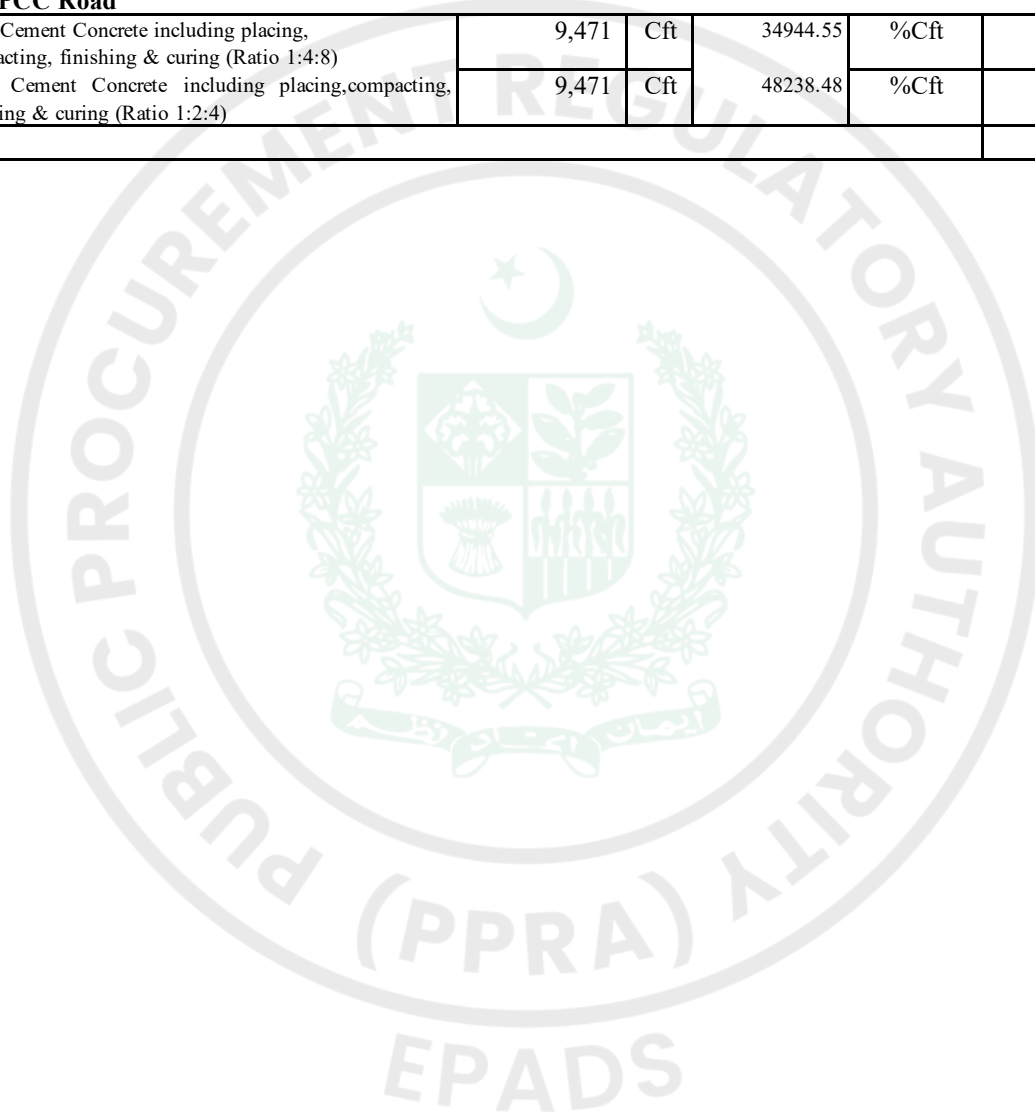 PCC Road
Cement Concrete including placing, 9,471 Cft 34944.55 %Cft
acting, finishing & curing (Ratio 1:4:8)
Cement Concrete including placing,compacting, 9,471 Cft 48238.48 %Cft
ing & curing (Ratio 1:2:4)
PUBLIC PROCUREMENT REGULATORY AUTHORITY
(PPRA)
EPADS